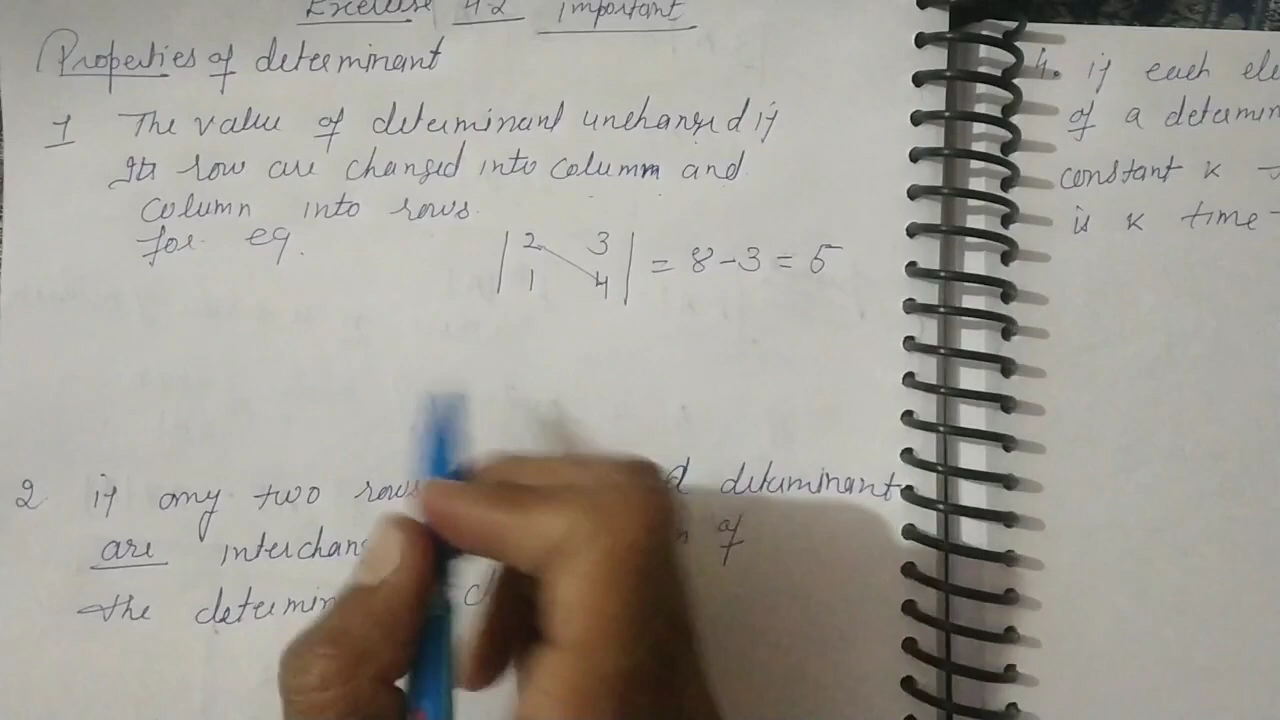 Exercise 4.2 Important
Properties of determinant
1 The value of determinant unchanged if
Its row are changed into column and
column into rows.
for eg.
| 2 3 |
| 1 4 | = 8-3 = 5
2 if any two rows determinant
are interchan of
the determin
4. if each ele
of a determin
constant K
is K time